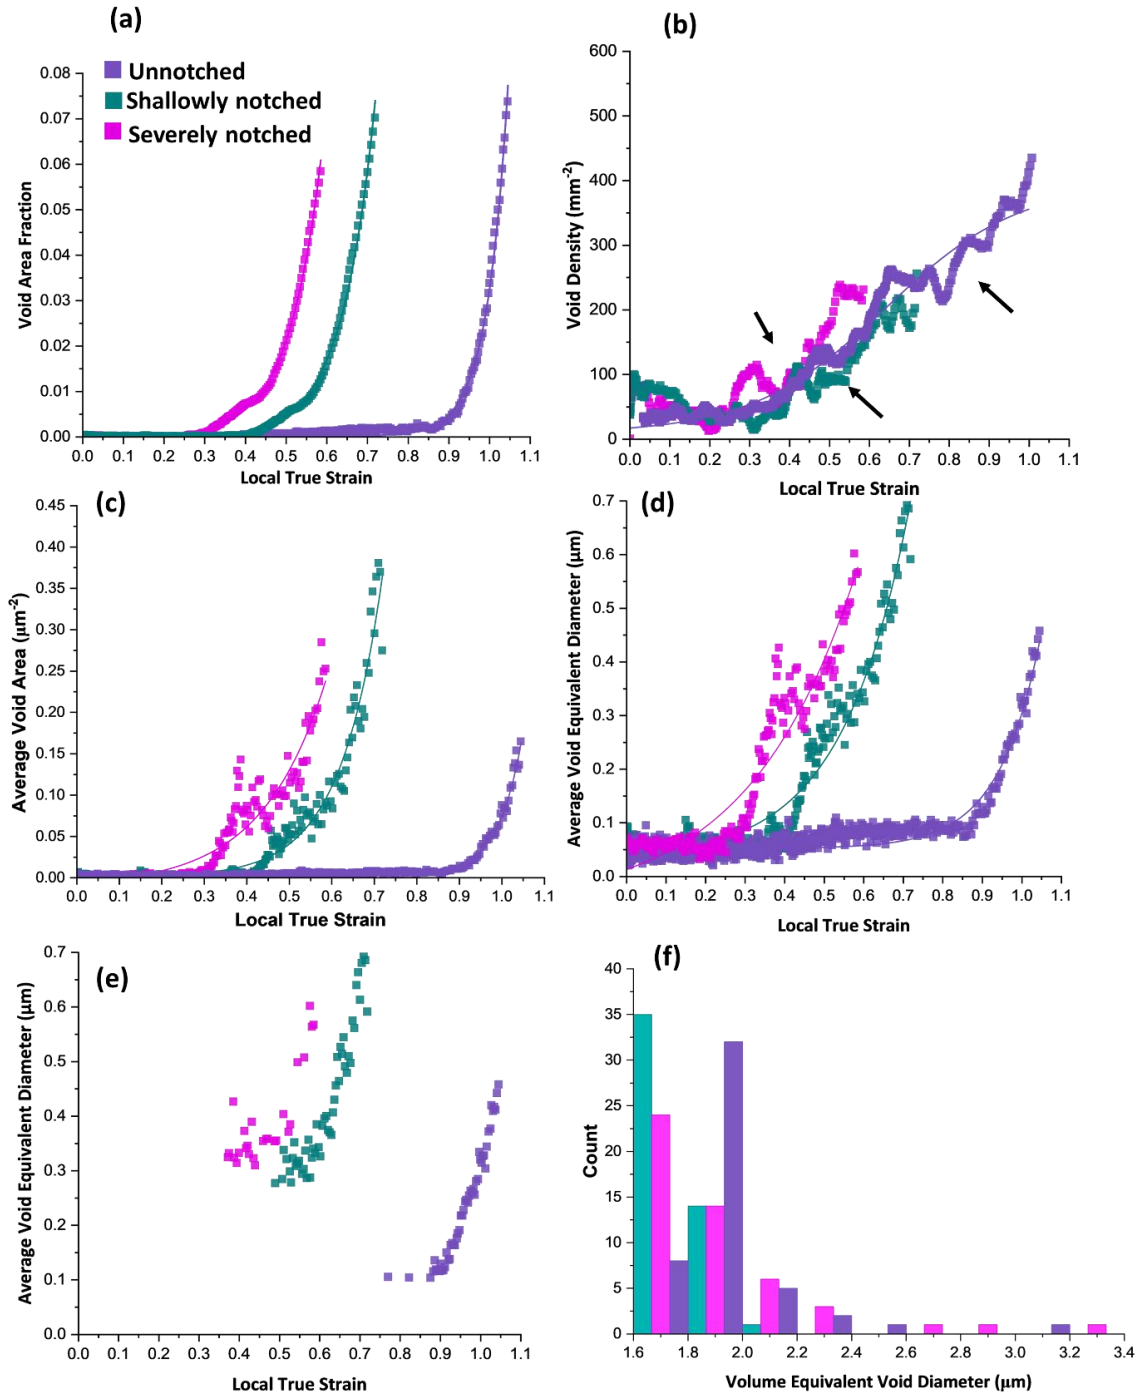 (a)
Unnotched
Shallowly notched
Severely notched
Void Area Fraction
0.08
0.07
0.06
0.05
0.04
0.03
0.02
0.01
0.00
0.0 0.1 0.2 0.3 0.4 0.5 0.6 0.7 0.8 0.9 1.0 1.1
Local True Strain
(b)
Void Density (mm-2)
600
500
400
300
200
100
0
0.0 0.1 0.2 0.3 0.4 0.5 0.6 0.7 0.8 0.9 1.0 1.1
Local True Strain
(c)
Average Void Area (μm-2)
0.45
0.40
0.35
0.30
0.25
0.20
0.15
0.10
0.05
0.00
0.0 0.1 0.2 0.3 0.4 0.5 0.6 0.7 0.8 0.9 1.0 1.1
Local True Strain
(d)
Average Void Equivalent Diameter (μm)
0.7
0.6
0.5
0.4
0.3
0.2
0.1
0.0
0.0 0.1 0.2 0.3 0.4 0.5 0.6 0.7 0.8 0.9 1.0 1.1
Local True Strain
(e)
Average Void Equivalent Diameter (μm)
0.7
0.6
0.5
0.4
0.3
0.2
0.1
0.0
0.0 0.1 0.2 0.3 0.4 0.5 0.6 0.7 0.8 0.9 1.0 1.1
Local True Strain
(f)
Count
40
35
30
25
20
15
10
5
0
1.6 1.8 2.0 2.2 2.4 2.6 2.8 3.0 3.2 3.4
Volume Equivalent Void Diameter (μm)